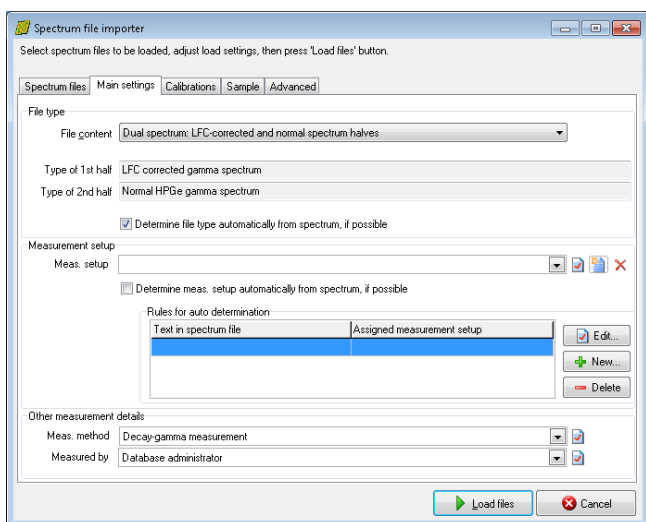 Spectrum file importer
Select spectrum files to be loaded, adjust load settings, then press 'Load files' button.
Spectrum files Main settings Calibrations Sample Advanced
File type
File content Dual spectrum: LFC-corrected and normal spectrum halves
Type of 1st half LFC corrected gamma spectrum
Type of 2nd half Normal HPGe gamma spectrum
Determine file type automatically from spectrum, if possible
Measurement setup
Meas. setup
Determine meas. setup automatically from spectrum, if possible
Rules for auto determination
Text in spectrum file Assigned measurement setup
Edit...
New...
Delete
Other measurement details
Meas. method Decay-gamma measurement
Measured by Database administrator
Load files Cancel